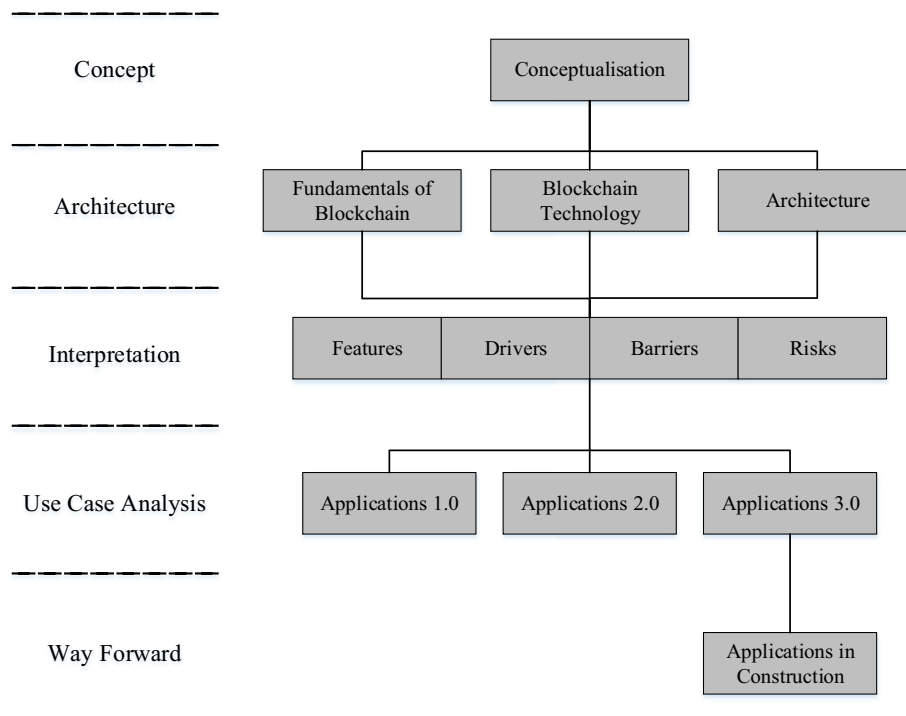 Concept
Conceptualisation
Architecture
Fundamentals of
Blockchain
Blockchain
Technology
Architecture
Interpretation
Features
Drivers
Barriers
Risks
Use Case Analysis
Applications 1.0
Applications 2.0
Applications 3.0
Way Forward
Applications in
Construction